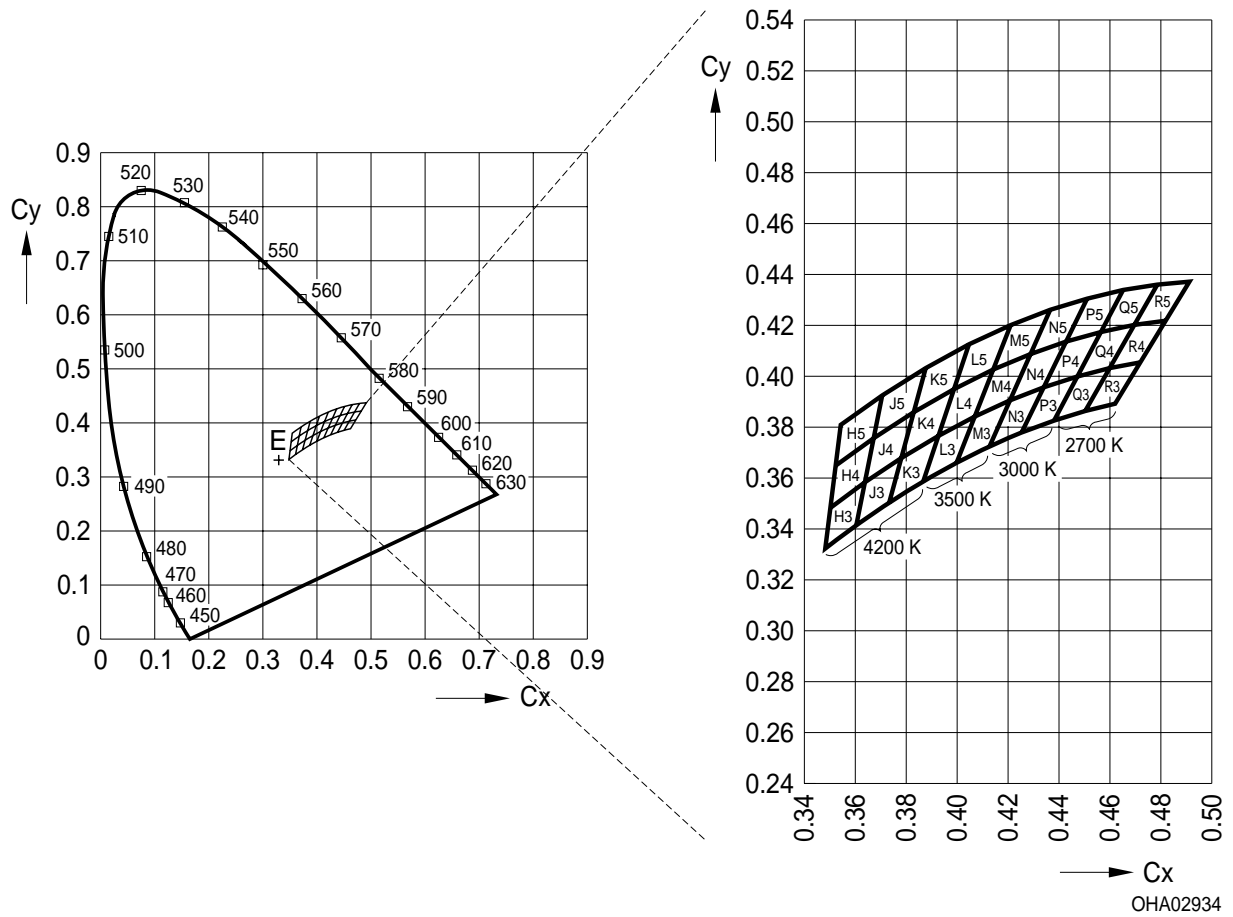 Cy
0.9
0.8
0.7
0.6
0.5
0.4
0.3
0.2
0.1
0
0
0.1
0.2
0.3
0.4
0.5
0.6
0.7
0.8
0.9
Cx
520
530
540
550
560
570
580
590
600
610
620
630
510
500
490
480
470
460
450
E
+
Cy
0.54
0.52
0.50
0.48
0.46
0.44
0.42
0.40
0.38
0.36
0.34
0.32
0.30
0.28
0.26
0.24
0.34
0.36
0.38
0.40
0.42
0.44
0.46
0.48
0.50
Cx
H5
J5
K5
L5
M5
N5
P5
Q5
R5
H4
J4
K4
L4
M4
N4
P4
Q4
R4
H3
J3
K3
L3
M3
N3
P3
Q3
R3
4200 K
3500 K
3000 K
2700 K
OHA02934